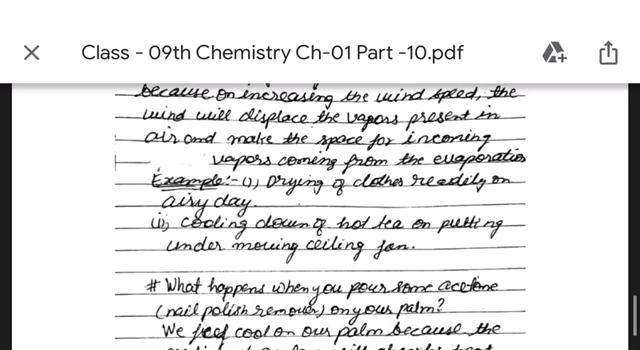 Class - 09th Chemistry Ch-01 Part -10.pdf
because on increasing the wind speed, the
wind will displace the vapors present in
air and make the space for incoming
vapors coming from the evaporation
Example:- (i) Drying of clothes readily on
airy day.
(ii) cooling down of hot tea on putting
under moving ceiling fan.
# What happens when you pour some acetone
(nail polish remover) on your palm?
We feel cool on our palm because the